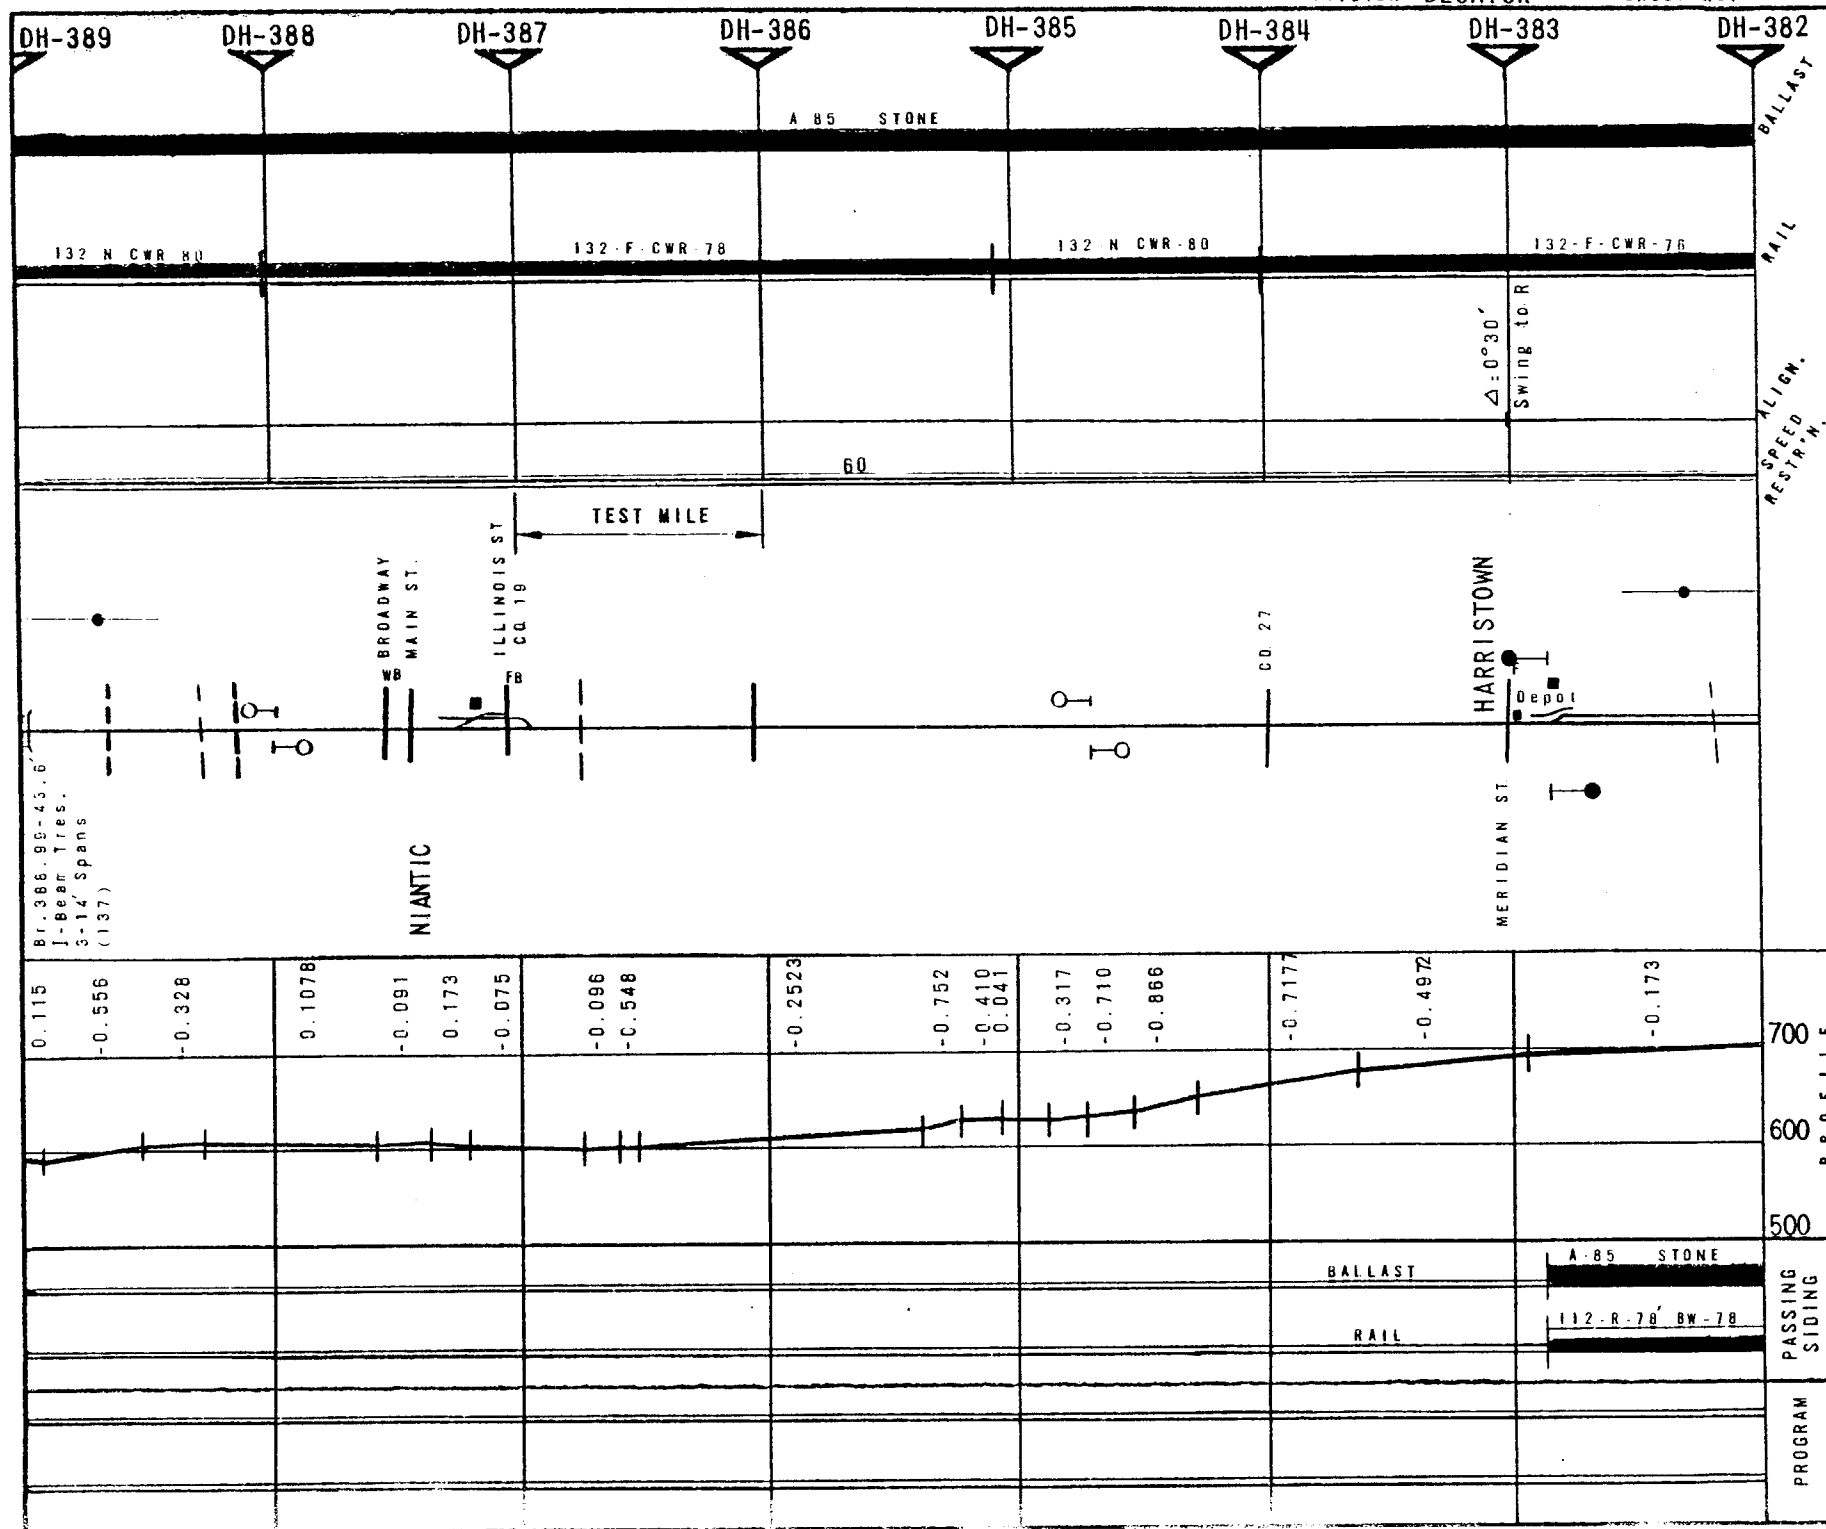 DECATUR
DH-389 DH-388 DH-387 DH-386 DH-385 DH-384 DH-383 DH-382
A 85 STONE
BALLAST
132 N CWR 80 132-F-CWR-78 132 N CWR-80 132-F-CWR-76
RAIL
Δ=0°30'
Swing to R
ALIGN.
60
SPEED
RESTR'N.
TEST MILE
BROADWAY
MAIN ST.
ILLINOIS ST
CO 19
CO. 27
HARRISTOWN
WB
FB
Depot
Br. 388.99-43.6'
I-Beam Tres.
3-14' Spans
(137)
NIANTIC
MERIDIAN ST.
0.115
-0.556
-0.328
0.1078
-0.091
0.173
-0.075
-0.096
-0.548
-0.2523
-0.752
-0.410
0.041
-0.317
-0.710
-0.866
-0.7177
-0.4972
-0.173
700
600
500
PROFILE
BALLAST
A-85 STONE
RAIL
112-R-78' BW-78
PASSING
SIDING
PROGRAM